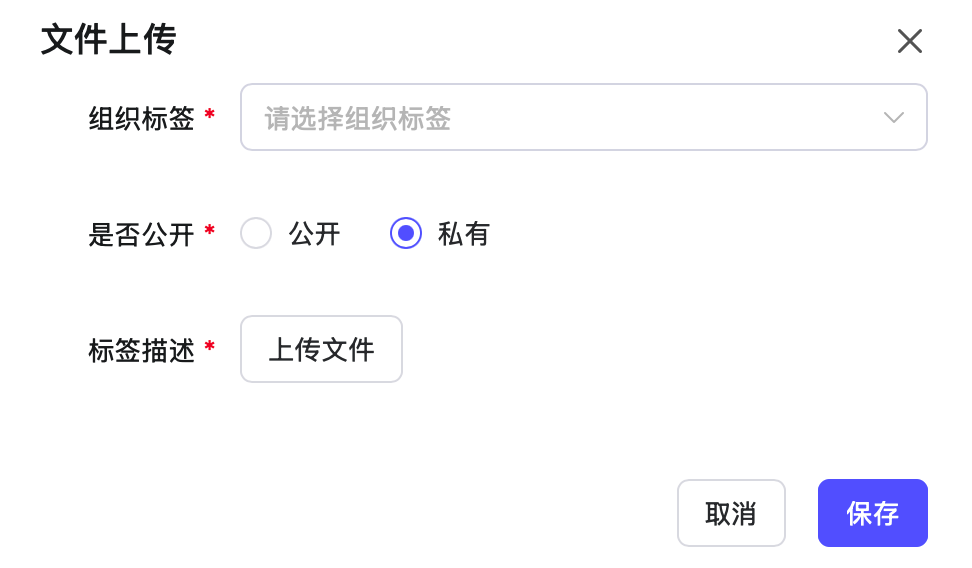 文件上传
组织标签 * 请选择组织标签
是否公开 * 公开 私有
标签描述 * 上传文件
取消 保存